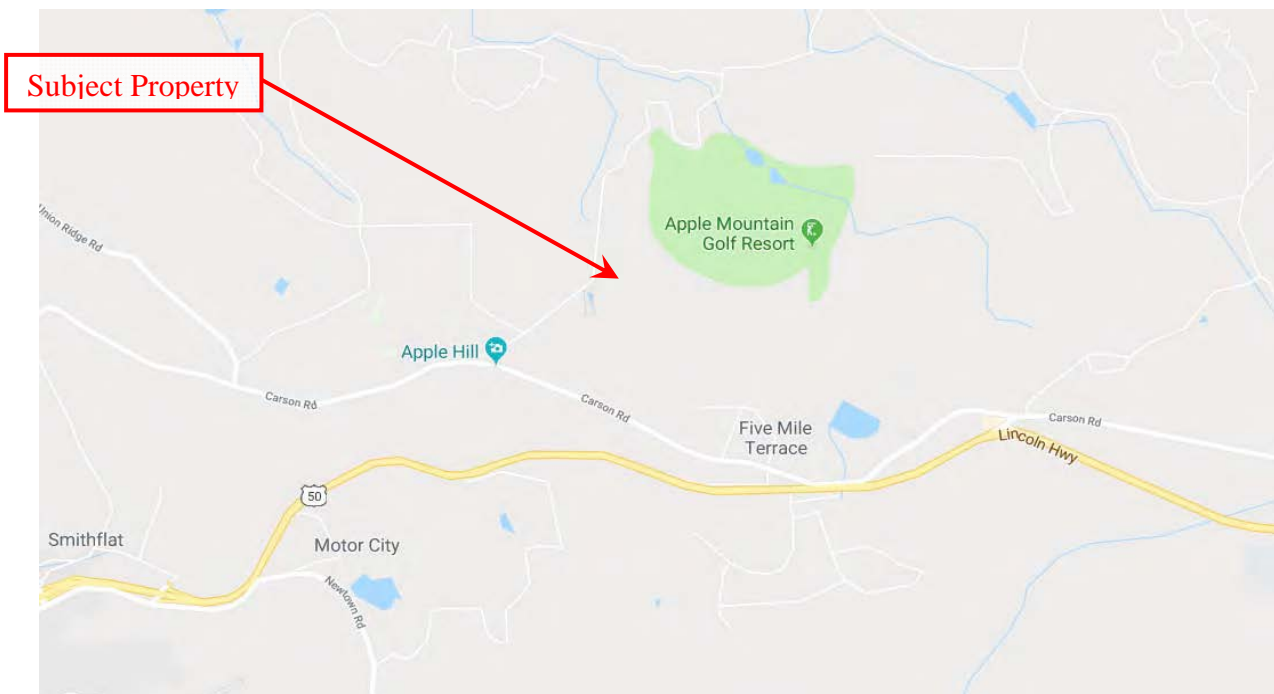 Subject Property
Union Ridge Rd
Apple Mountain
Golf Resort
Apple Hill
Carson Rd
Carson Rd
Five Mile
Terrace
Carson Rd
Lincoln Hwy
50
Smithflat
Motor City
Newtown Rd